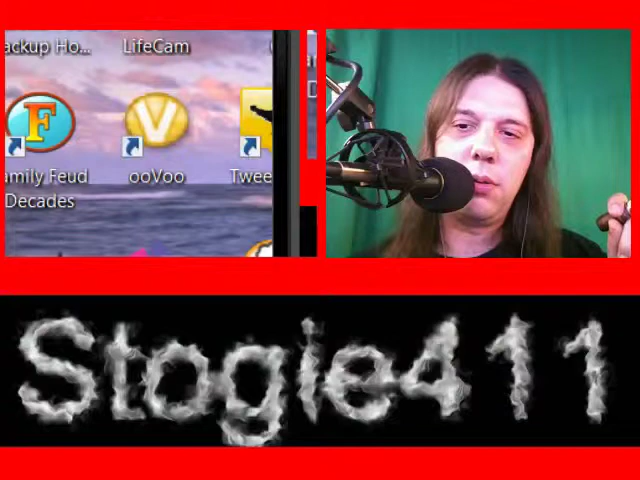 ackup Ho... LifeCam
F V
amily Feud ooVoo Twee
Decades
Stogie411